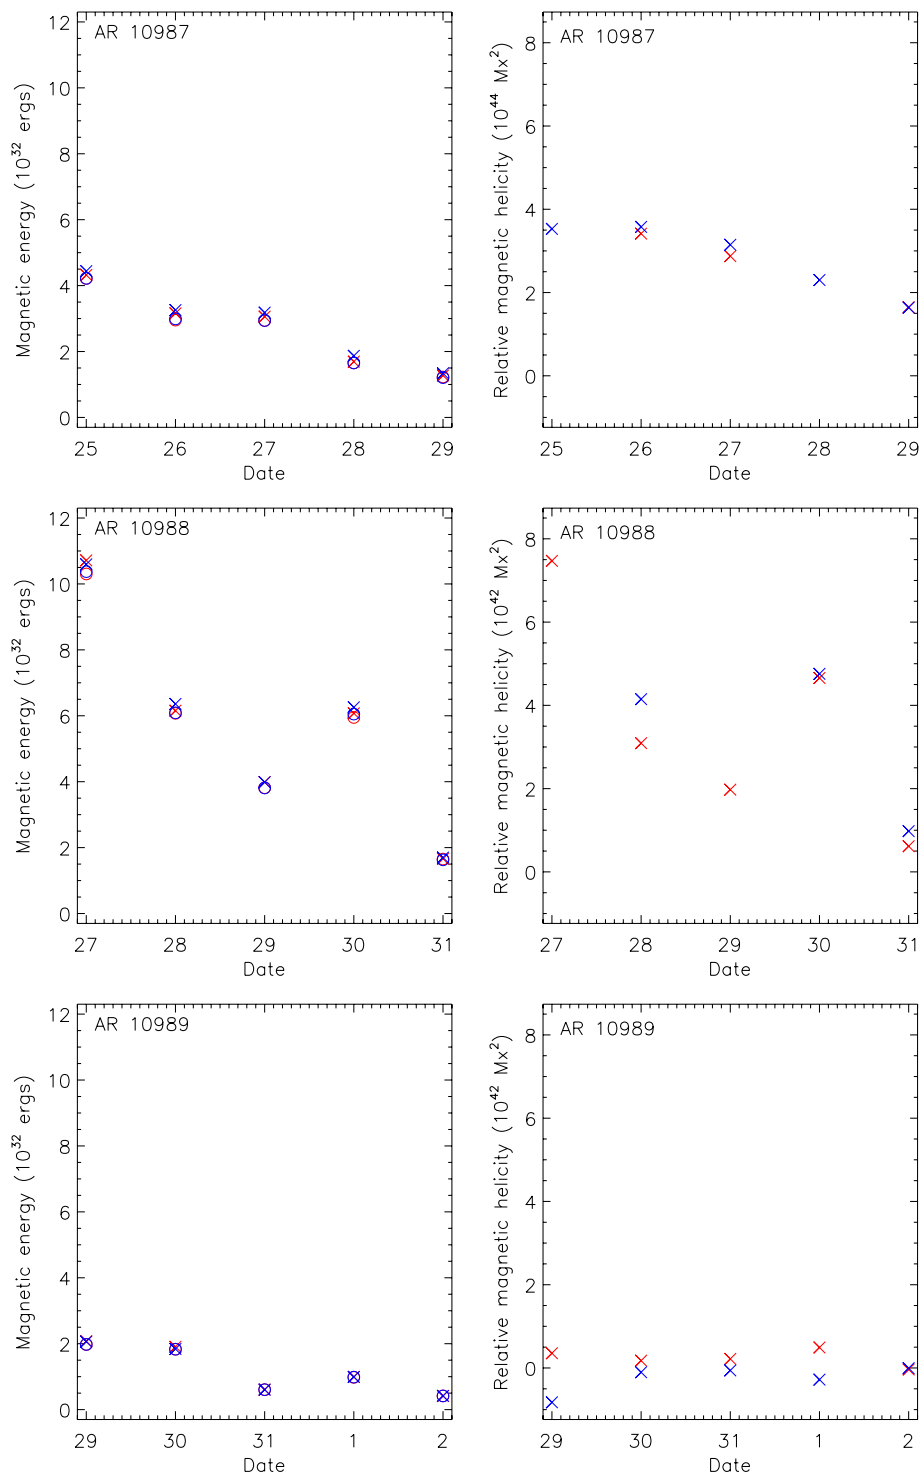 AR 10987
Magnetic energy (10³² ergs)
12
10
8
6
4
2
0
25 26 27 28 29
Date
AR 10987
Relative magnetic helicity (10⁴⁴ Mx²)
8
6
4
2
0
25 26 27 28 29
Date
AR 10988
Magnetic energy (10³² ergs)
12
10
8
6
4
2
0
27 28 29 30 31
Date
AR 10988
Relative magnetic helicity (10⁴² Mx²)
8
6
4
2
0
27 28 29 30 31
Date
AR 10989
Magnetic energy (10³² ergs)
12
10
8
6
4
2
0
29 30 31 1 2
Date
AR 10989
Relative magnetic helicity (10⁴² Mx²)
8
6
4
2
0
29 30 31 1 2
Date